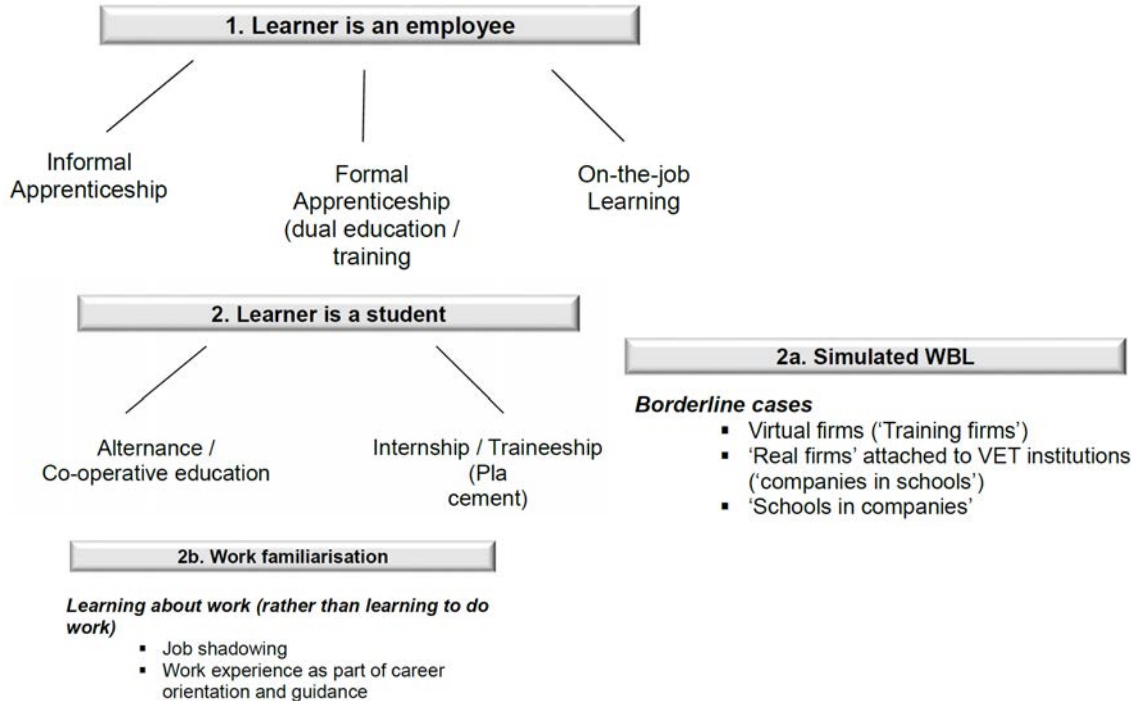 1. Learner is an employee
Informal
Apprenticeship
Formal
Apprenticeship
(dual education /
training
On-the-job
Learning
2. Learner is a student
Alternance /
Co-operative education
Internship / Traineeship
(Pla
cement)
2a. Simulated WBL
Borderline cases
▪ Virtual firms (‘Training firms’)
▪ ‘Real firms’ attached to VET institutions
(‘companies in schools’)
▪ ‘Schools in companies’
2b. Work familiarisation
Learning about work (rather than learning to do
work)
▪ Job shadowing
▪ Work experience as part of career
orientation and guidance